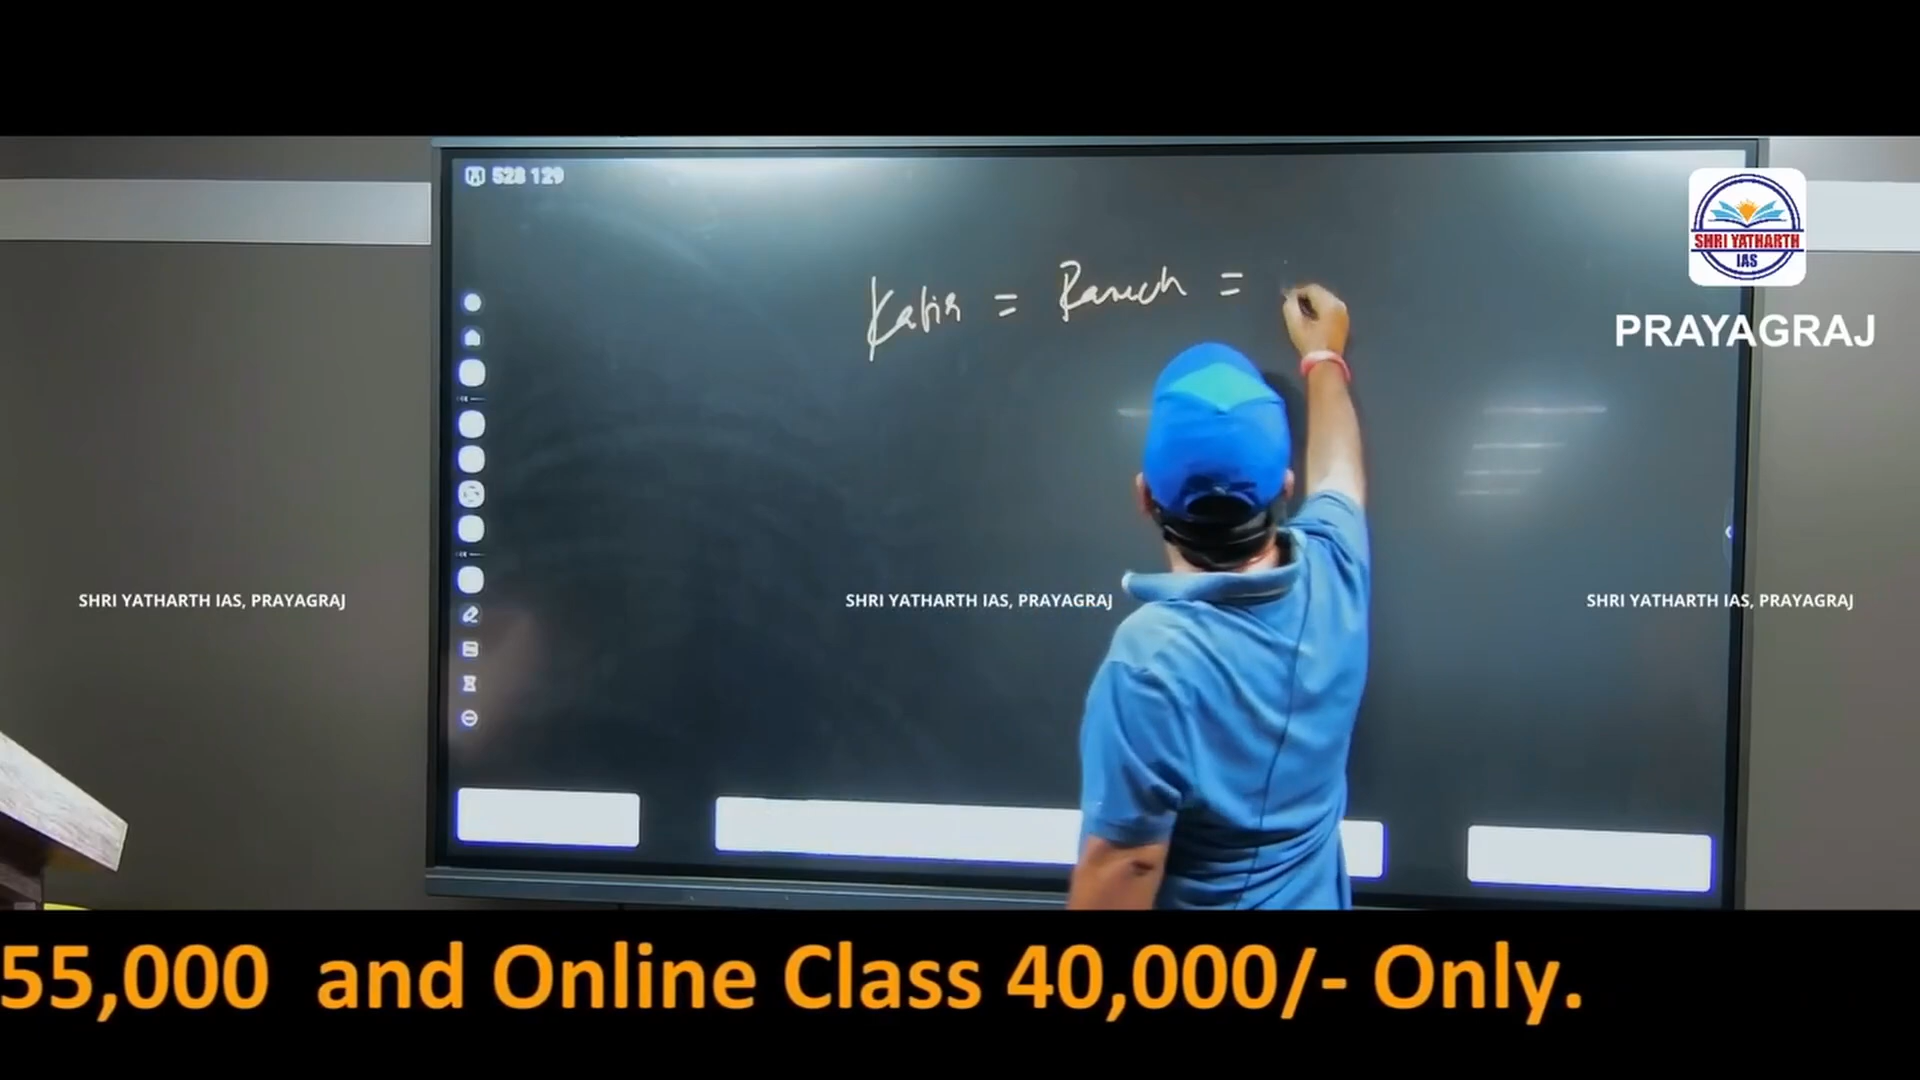 528 129
SHRI YATHARTH
IAS
PRAYAGRAJ
Kabir = Ramesh =
SHRI YATHARTH IAS, PRAYAGRAJ
SHRI YATHARTH IAS, PRAYAGRAJ
SHRI YATHARTH IAS, PRAYAGRAJ
55,000 and Online Class 40,000/- Only.